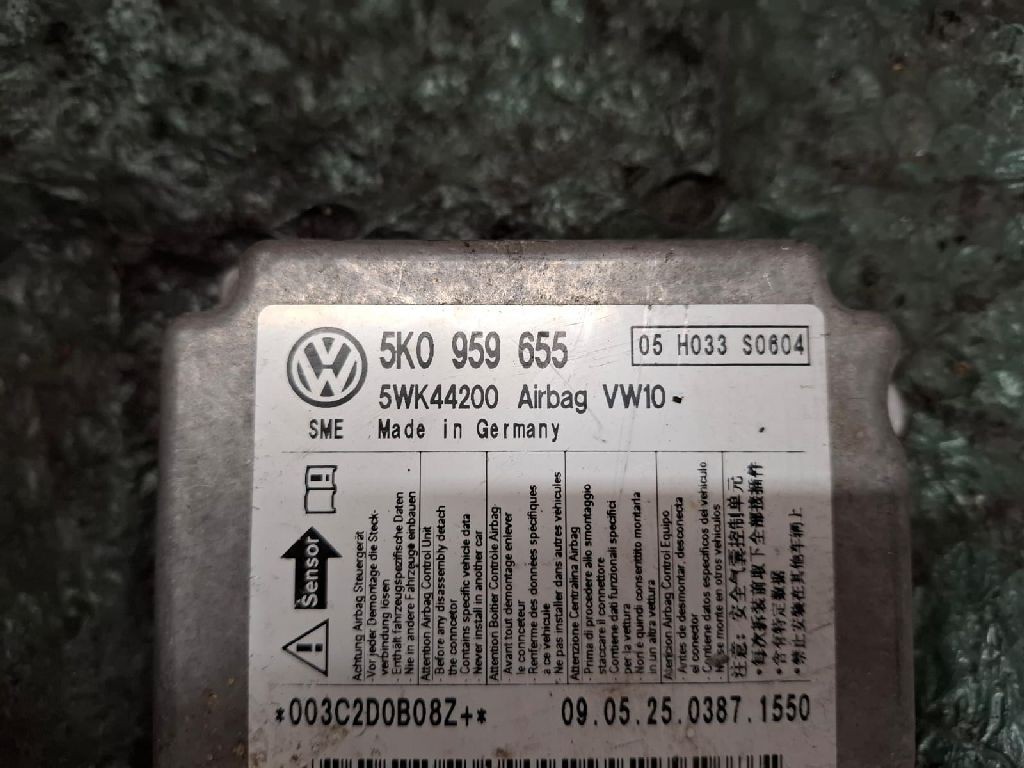 5K0 959 655
05 H033 S0604
5WK44200 Airbag VW10
SME Made in Germany
Sensor
Achtung Airbag Steuergerät
-Vor jeder Demontage die Steck-
verbindung lösen
Enthält fahrzeugspezifische Daten
Nie in andere Fahrzeuge einbauen
Attention Airbag Control Unit
- Before any disassembly detach
the conncetor
- Contains specific vehicle data
- Never install in another car
Attention Boitier Controle Airbag
- Avant tout demontage enlever
le connceteur
- Renferme des données spécifiques
a ce vehicule
- Ne pas installer dans autres vehicules
Attenzione Centralina Airbag
- Prima di procedere allo smontaggio
staccare il connettore
- Contiene dati funzionali specifici
per la vettura
- Non è consentito montarla
in un altra vettura
Atención Airbag Control Equipo
- Antes de desmontar, desconecta
el conector
- Contiene datos específicos del vehículo
se monte en otros vehículos
注意：安全气囊控制单元
• 每次拆装前取下全部接插件
• 含有特定数据
• 禁止安装在其他车辆上
*003C2D0B08Z+*
09.05.25.0387.1550